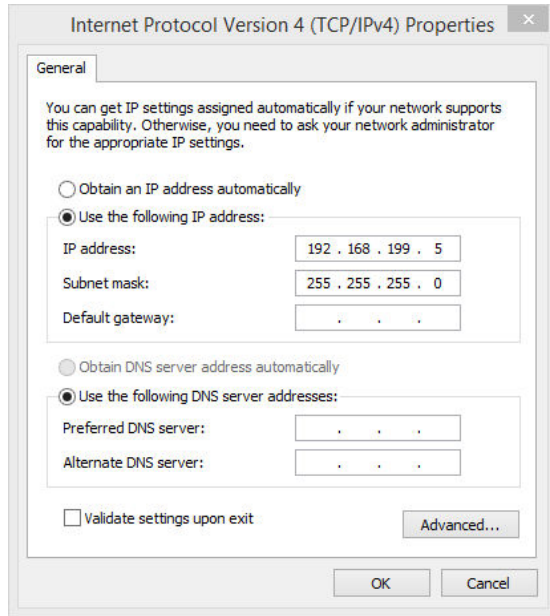 Internet Protocol Version 4 (TCP/IPv4) Properties
General
You can get IP settings assigned automatically if your network supports
this capability. Otherwise, you need to ask your network administrator
for the appropriate IP settings.
Obtain an IP address automatically
Use the following IP address:
IP address: 192 . 168 . 199 . 5
Subnet mask: 255 . 255 . 255 . 0
Default gateway: . . .
Obtain DNS server address automatically
Use the following DNS server addresses:
Preferred DNS server: . . .
Alternate DNS server: . . .
Validate settings upon exit
Advanced...
OK Cancel